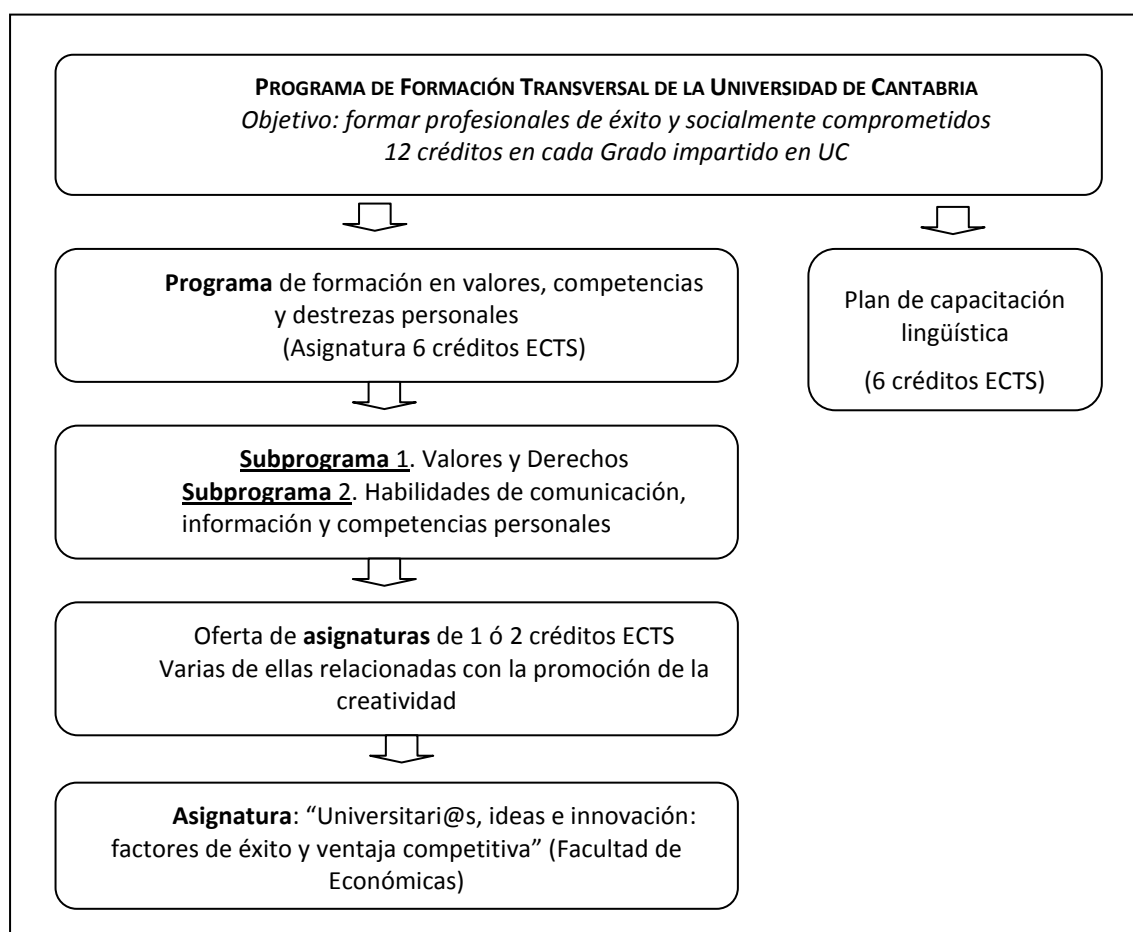 PROGRAMA DE FORMACIÓN TRANSVERSAL DE LA UNIVERSIDAD DE CANTABRIA
Objetivo: formar profesionales de éxito y socialmente comprometidos
12 créditos en cada Grado impartido en UC
Programa de formación en valores, competencias
y destrezas personales
(Asignatura 6 créditos ECTS)
Plan de capacitación
lingüística
(6 créditos ECTS)
Subprograma 1. Valores y Derechos
Subprograma 2. Habilidades de comunicación,
información y competencias personales
Oferta de asignaturas de 1 ó 2 créditos ECTS
Varias de ellas relacionadas con la promoción de la
creatividad
Asignatura: “Universitari@s, ideas e innovación:
factores de éxito y ventaja competitiva” (Facultad de
Económicas)